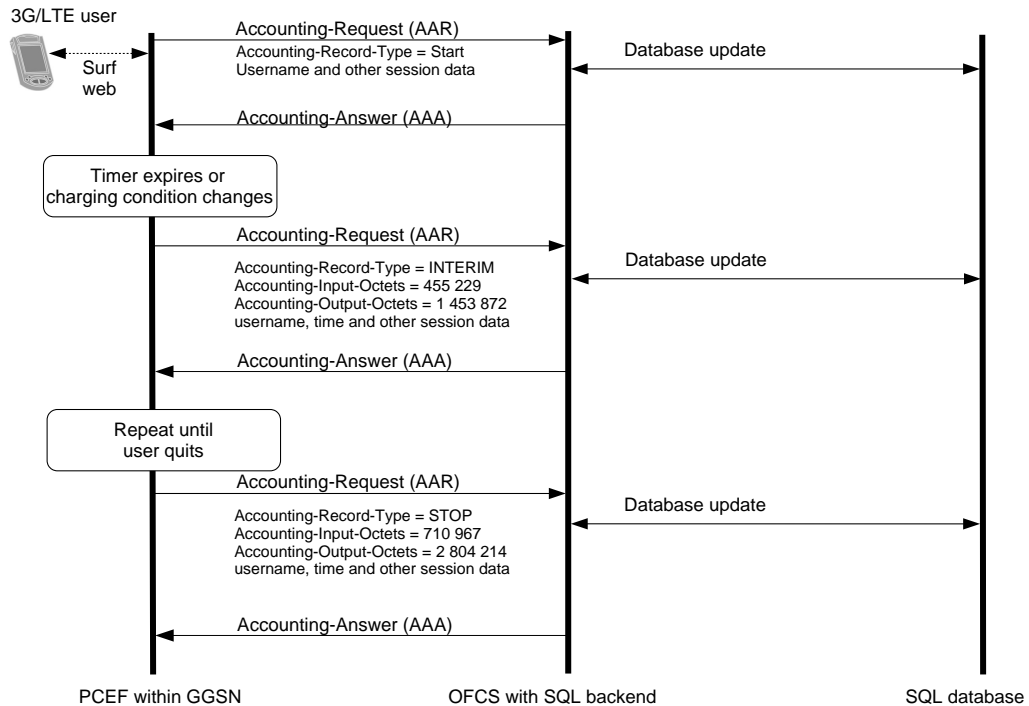 3G/LTE user
Surf
web
Accounting-Request (AAR)
Accounting-Record-Type = Start
Username and other session data
Database update
Accounting-Answer (AAA)
Timer expires or
charging condition changes
Accounting-Request (AAR)
Accounting-Record-Type = INTERIM
Accounting-Input-Octets = 455 229
Accounting-Output-Octets = 1 453 872
username, time and other session data
Database update
Accounting-Answer (AAA)
Repeat until
user quits
Accounting-Request (AAR)
Accounting-Record-Type = STOP
Accounting-Input-Octets = 710 967
Accounting-Output-Octets = 2 804 214
username, time and other session data
Database update
Accounting-Answer (AAA)
PCEF within GGSN
OFCS with SQL backend
SQL database